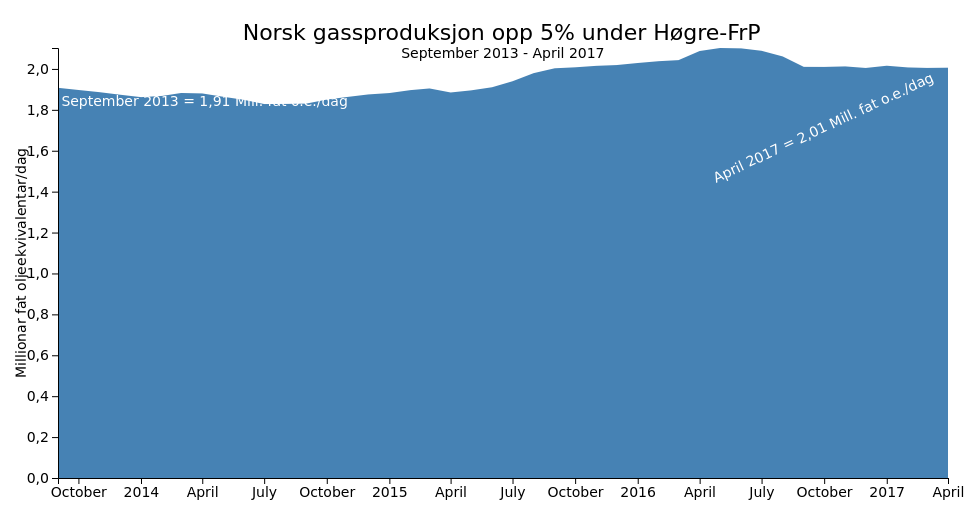 Norsk gassproduksjon opp 5% under Høgre-FrP
September 2013 - April 2017
Millionar fat oljeekvivalentar/dag
2,0
1,8
1,6
1,4
1,2
1,0
0,8
0,6
0,4
0,2
0,0
September 2013 = 1,91 Mill. fat o.e./dag
April 2017 = 2,01 Mill. fat o.e./dag
October 2014 April July October 2015 April July October 2016 April July October 2017 April